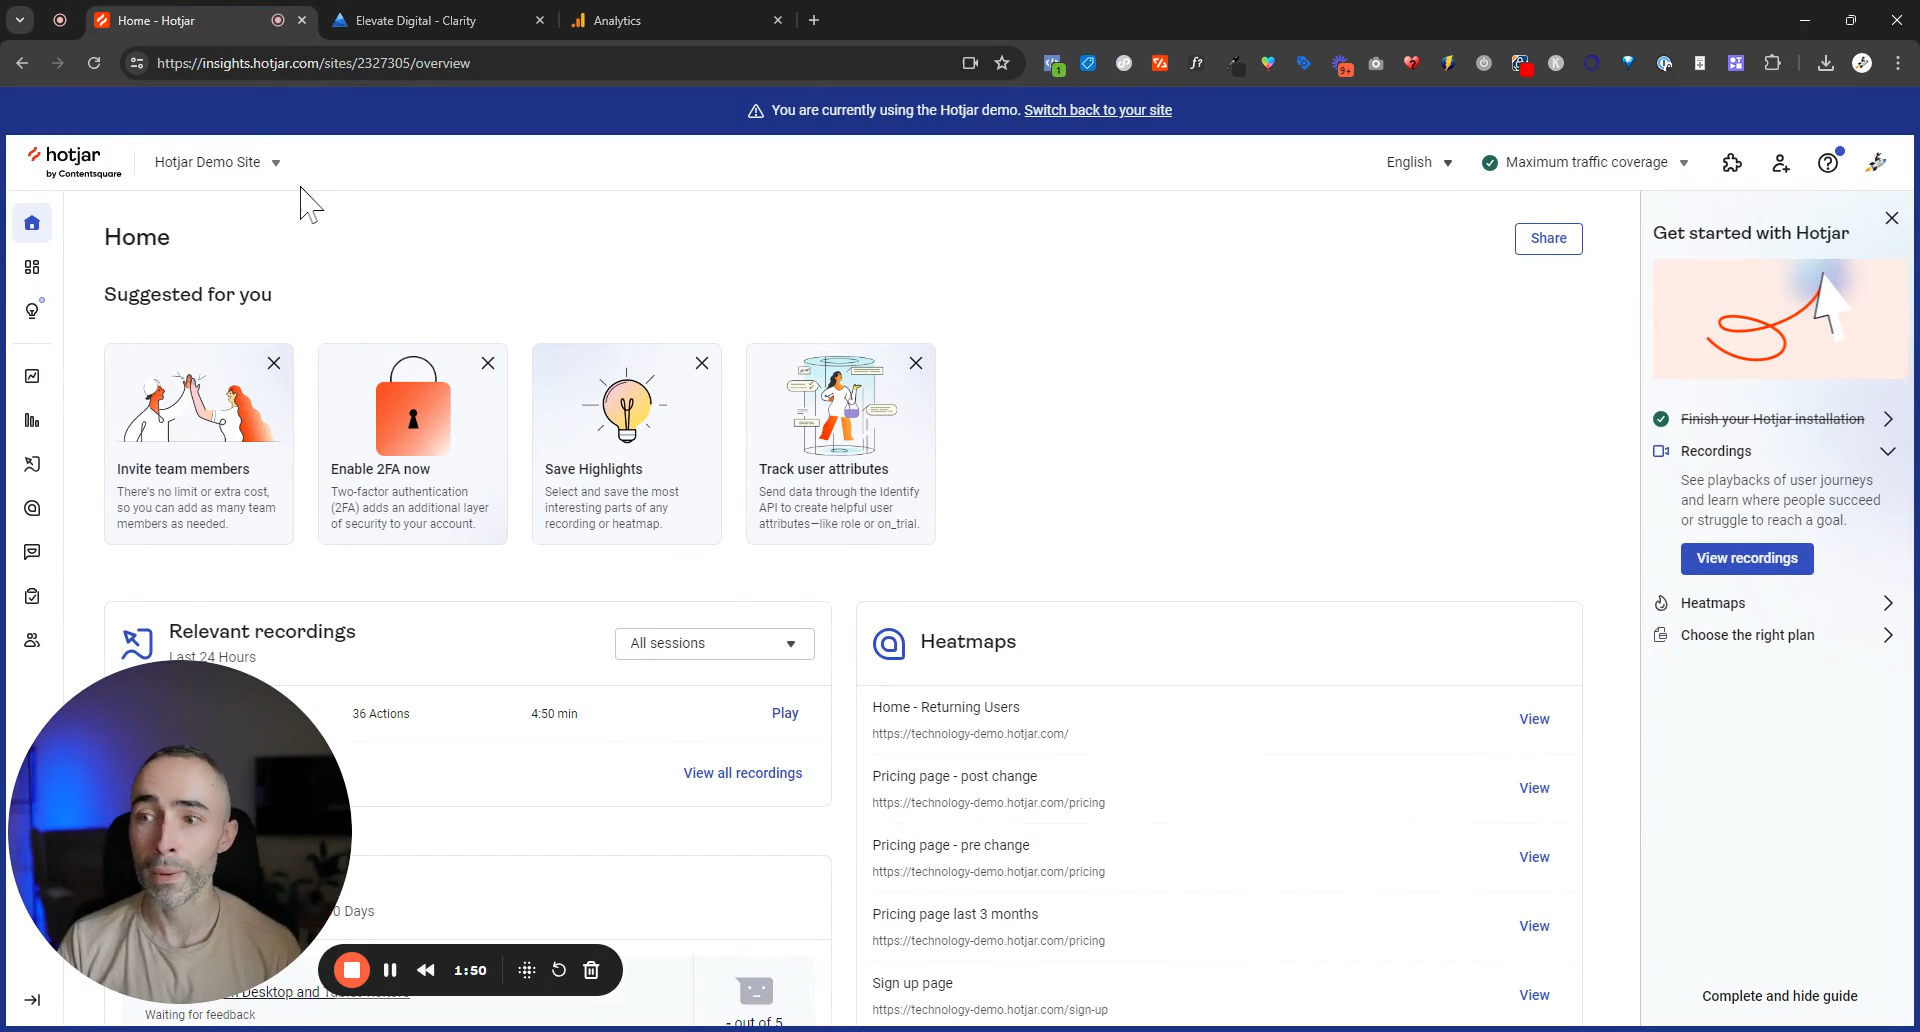 Home - Hotjar
Elevate Digital - Clarity
Analytics
https://insights.hotjar.com/sites/2327305/overview
1
f?
9+
K
You are currently using the Hotjar demo. Switch back to your site
hotjar
by Contentsquare
Hotjar Demo Site
English
Maximum traffic coverage
Home
Share
Suggested for you
Invite team members
There's no limit or extra cost,
so you can add as many team
members as needed.
Enable 2FA now
Two-factor authentication
(2FA) adds an additional layer
of security to your account.
Save Highlights
Select and save the most
interesting parts of any
recording or heatmap.
Track user attributes
Send data through the Identify
API to create helpful user
attributes—like role or on_trial.
Relevant recordings
Last 24 Hours
All sessions
36 Actions
4:50 min
Play
View all recordings
0 Days
Desktop and
Waiting for feedback
- out of 5
1:50
Heatmaps
Home - Returning Users
https://technology-demo.hotjar.com/
View
Pricing page - post change
https://technology-demo.hotjar.com/pricing
View
Pricing page - pre change
https://technology-demo.hotjar.com/pricing
View
Pricing page last 3 months
https://technology-demo.hotjar.com/pricing
View
Sign up page
https://technology-demo.hotjar.com/sign-up
View
Get started with Hotjar
Finish your Hotjar installation
Recordings
See playbacks of user journeys
and learn where people succeed
or struggle to reach a goal.
View recordings
Heatmaps
Choose the right plan
Complete and hide guide